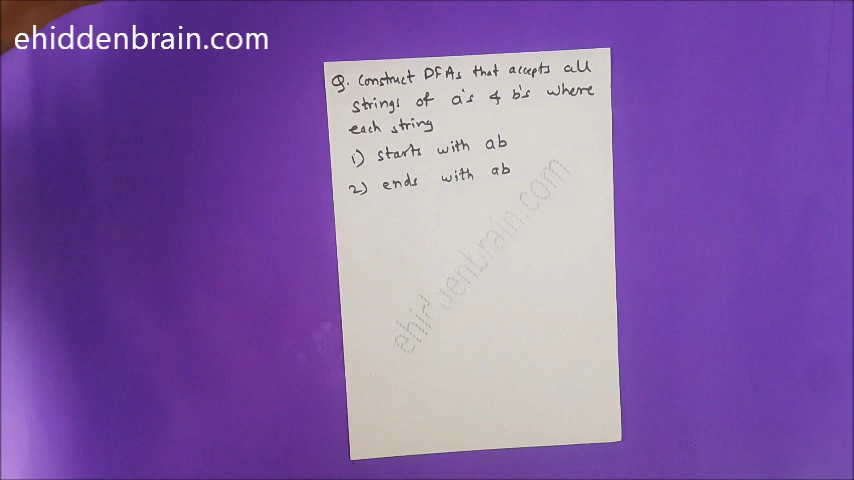 ehiddenbrain.com
Q. Construct DFAs that accepts all
strings of a's & b's where
each string
1) starts with ab
2) ends with ab
ehiddenbrain.com